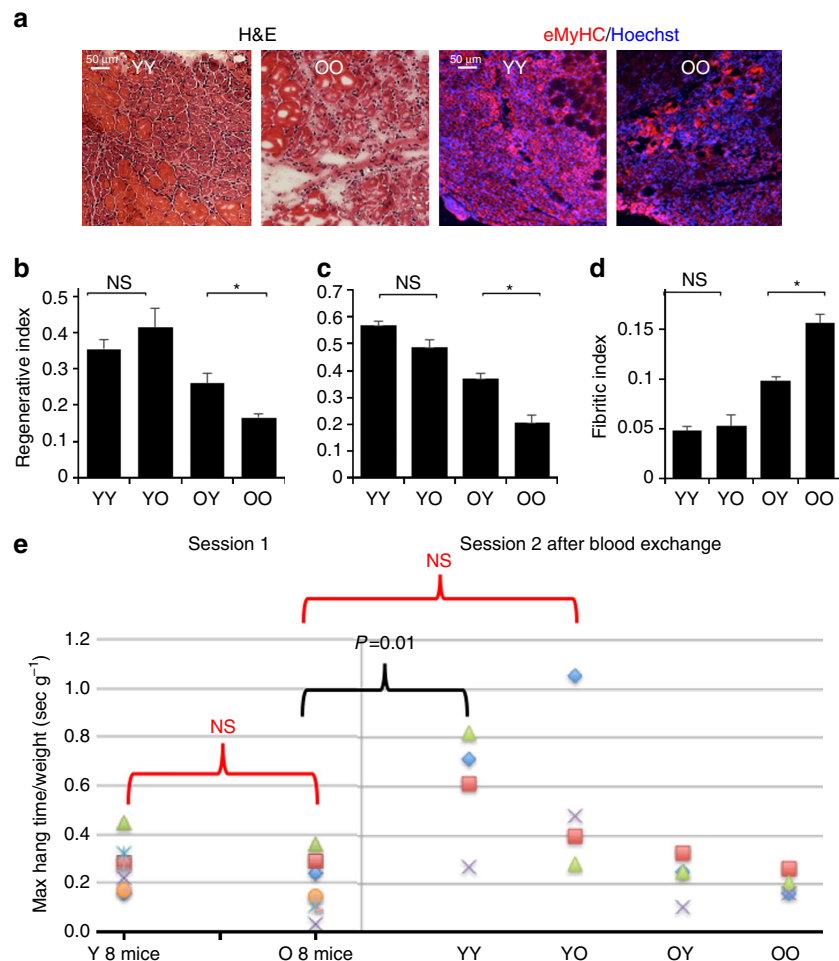 a
H&E
eMyHC/Hoechst
50 µm
YY
OO
50 µm
YY
OO
b
Regenerative index
0.5
0.4
0.3
0.2
0.1
0
NS
*
YY YO OY OO
c
0.7
0.6
0.5
0.4
0.3
0.2
0.1
0
NS
*
YY YO OY OO
d
Fibritic index
0.15
0.1
0.05
0
NS
*
YY YO OY OO
e
Session 1
Session 2 after blood exchange
NS
P=0.01
NS
Max hang time/weight (sec g⁻¹)
1.2
1.0
0.8
0.6
0.4
0.2
0.0
Y 8 mice O 8 mice YY YO OY OO